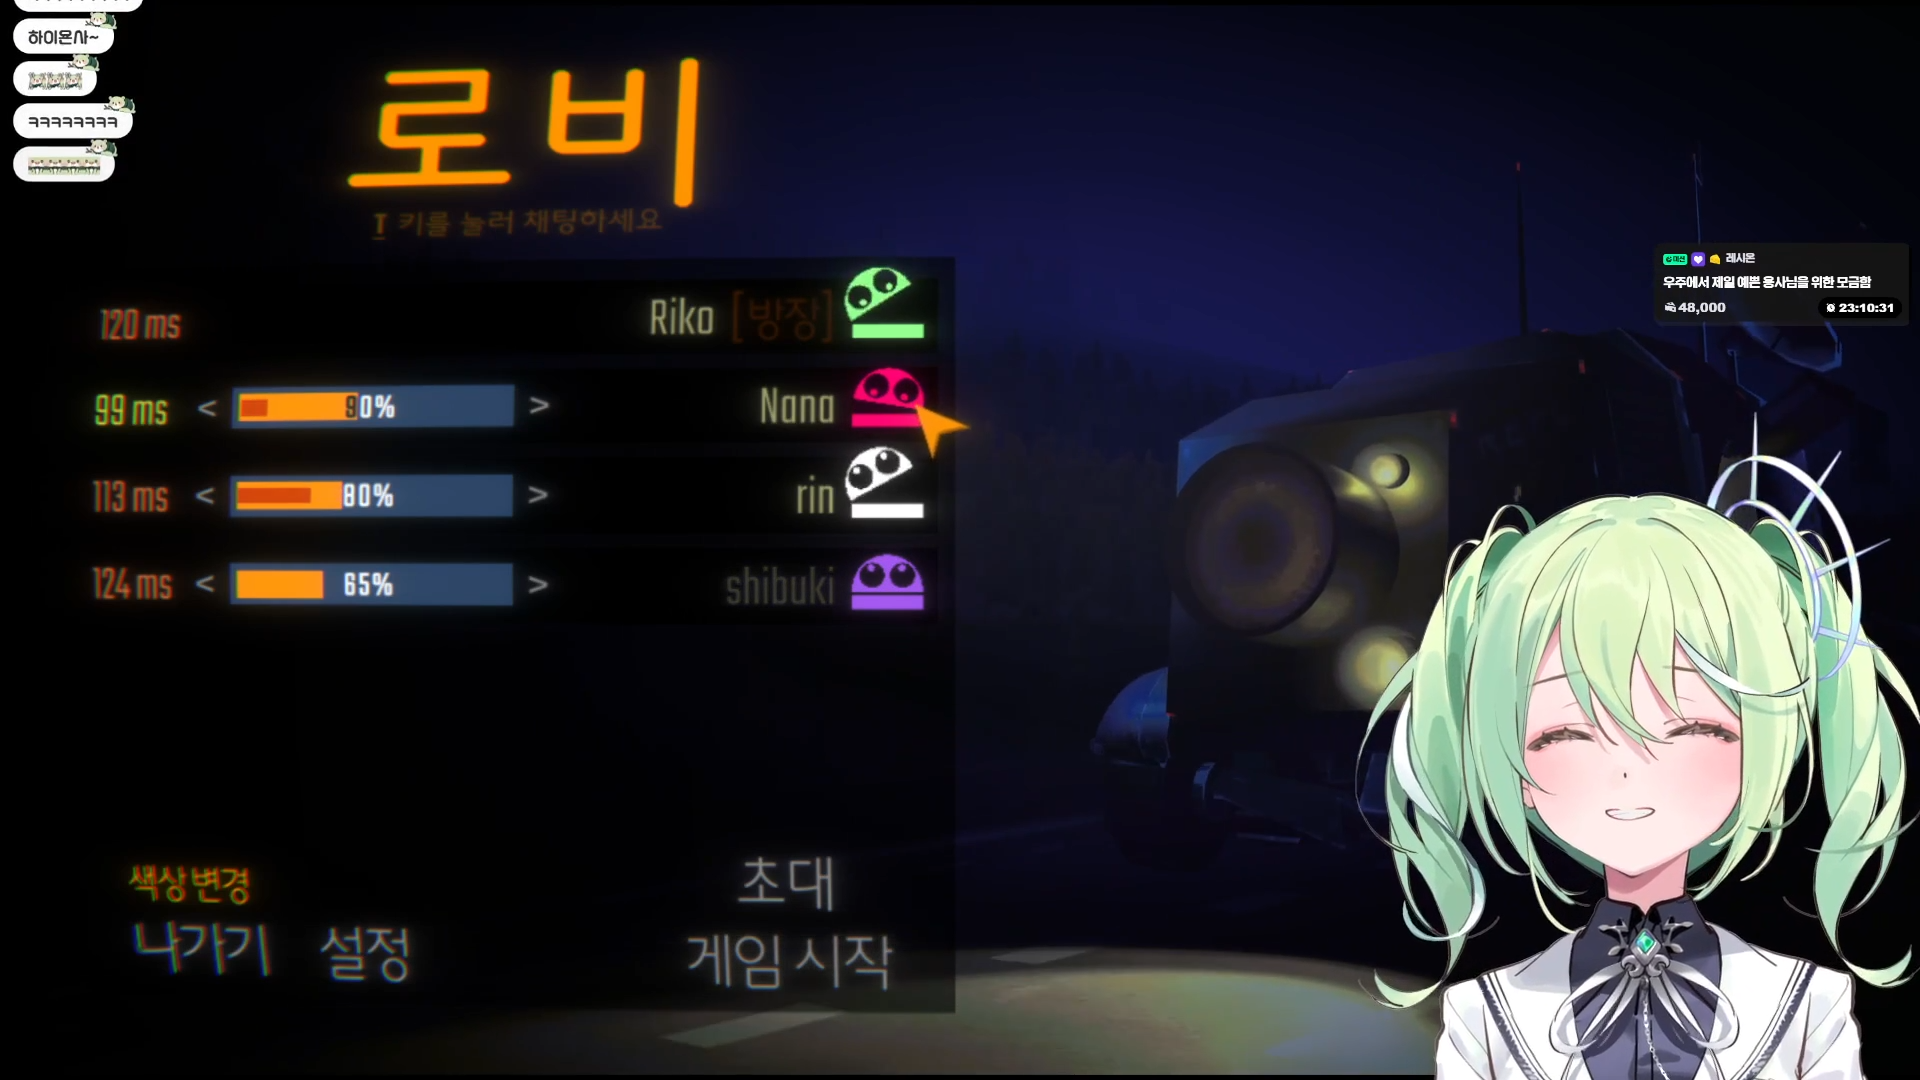 하이욘사~
ㅋㅋㅋㅋㅋㅋㅋㅋ
로비
T 키를 눌러 채팅하세요
120 ms
Riko [방장]
99 ms < 90% > Nana
113 ms < 80% > rin
124 ms < 65% > shibuki
색상 변경
나가기 설정
초대
게임 시작
미션 레시온
우주에서 제일 예쁜 용사님을 위한 모금함
48,000
23:10:31